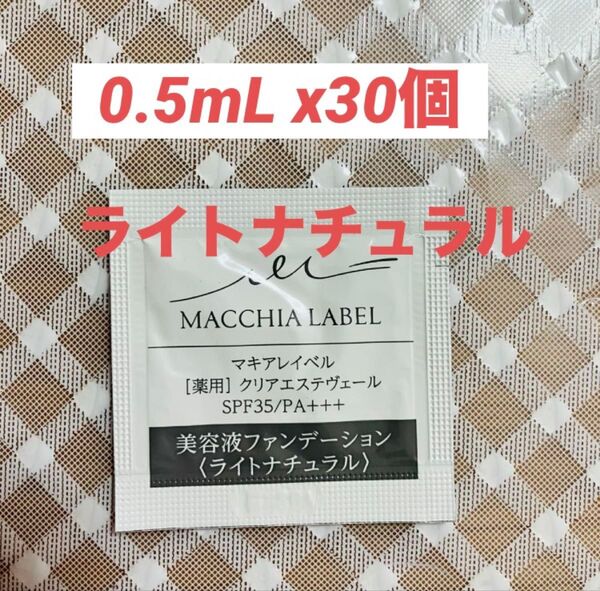 0.5mL x30個
ライトナチュラル
MACCHIA LABEL
マキアレイベル
[薬用] クリアエステヴェール
SPF35/PA+++
美容液ファンデーション
〈ライトナチュラル〉